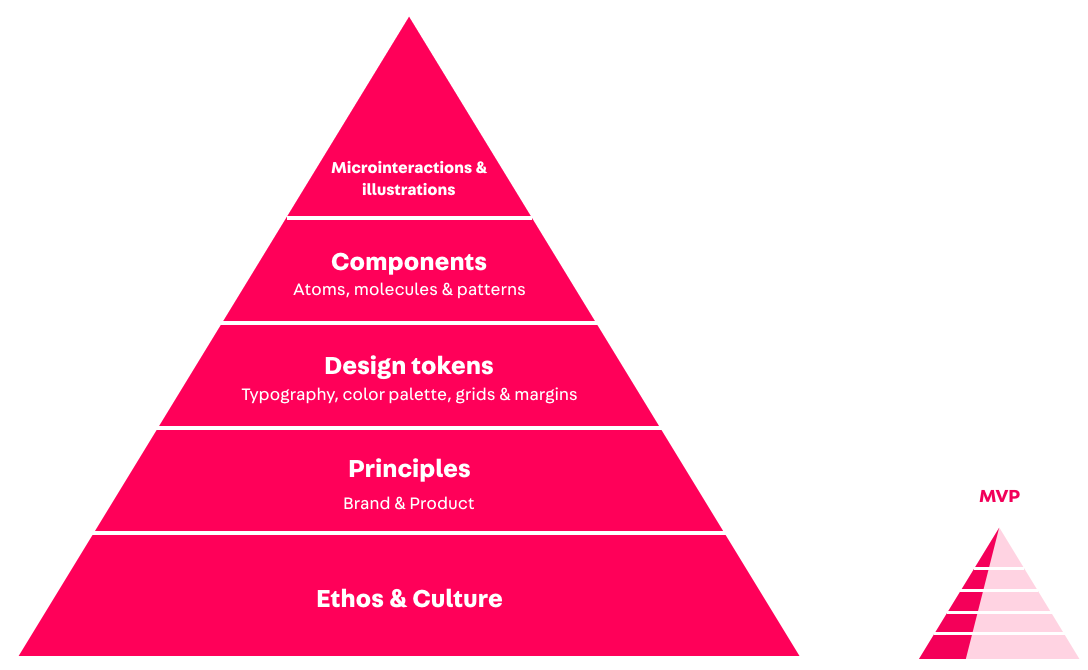 Microinteractions &
illustrations
Components
Atoms, molecules & patterns
Design tokens
Typography, color palette, grids & margins
Principles
Brand & Product
Ethos & Culture
MVP